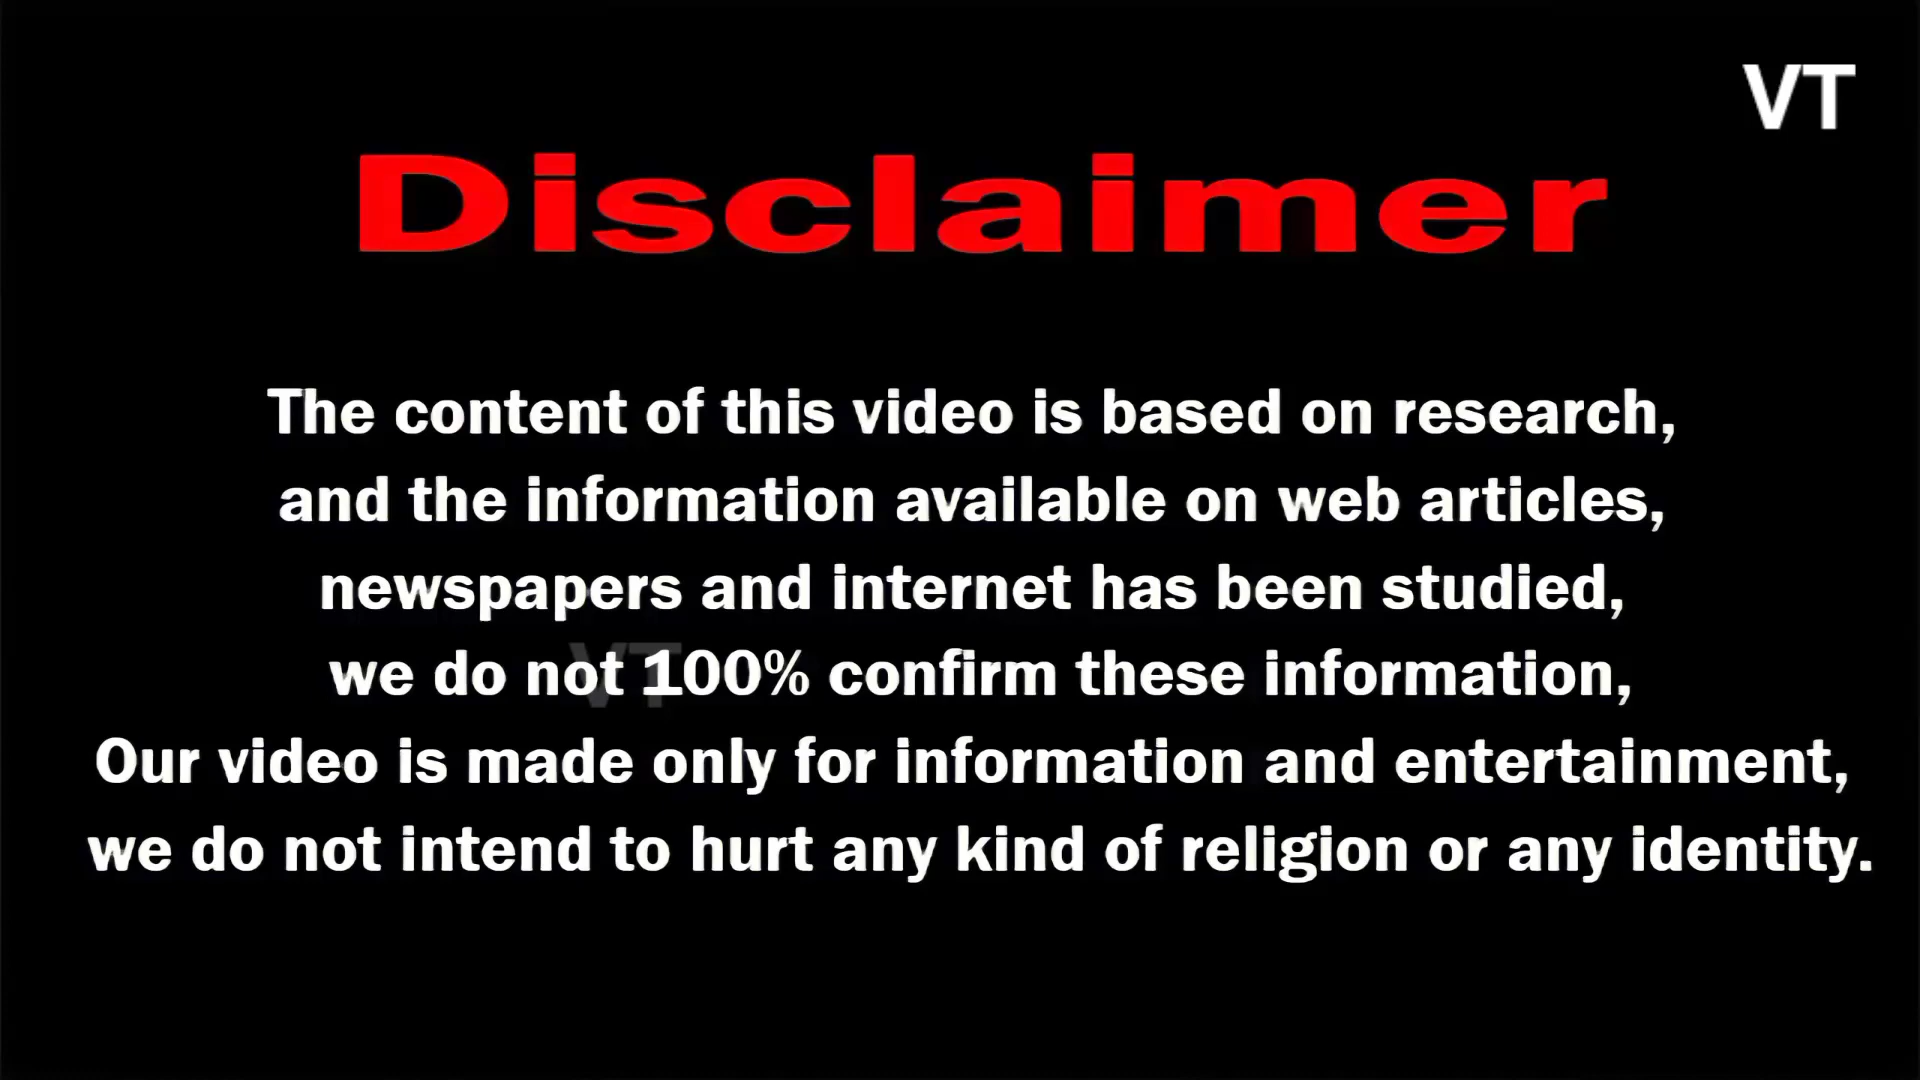 VT
Disclaimer
The content of this video is based on research,
and the information available on web articles,
newspapers and internet has been studied,
we do not 100% confirm these information,
VT
Our video is made only for information and entertainment,
we do not intend to hurt any kind of religion or any identity.